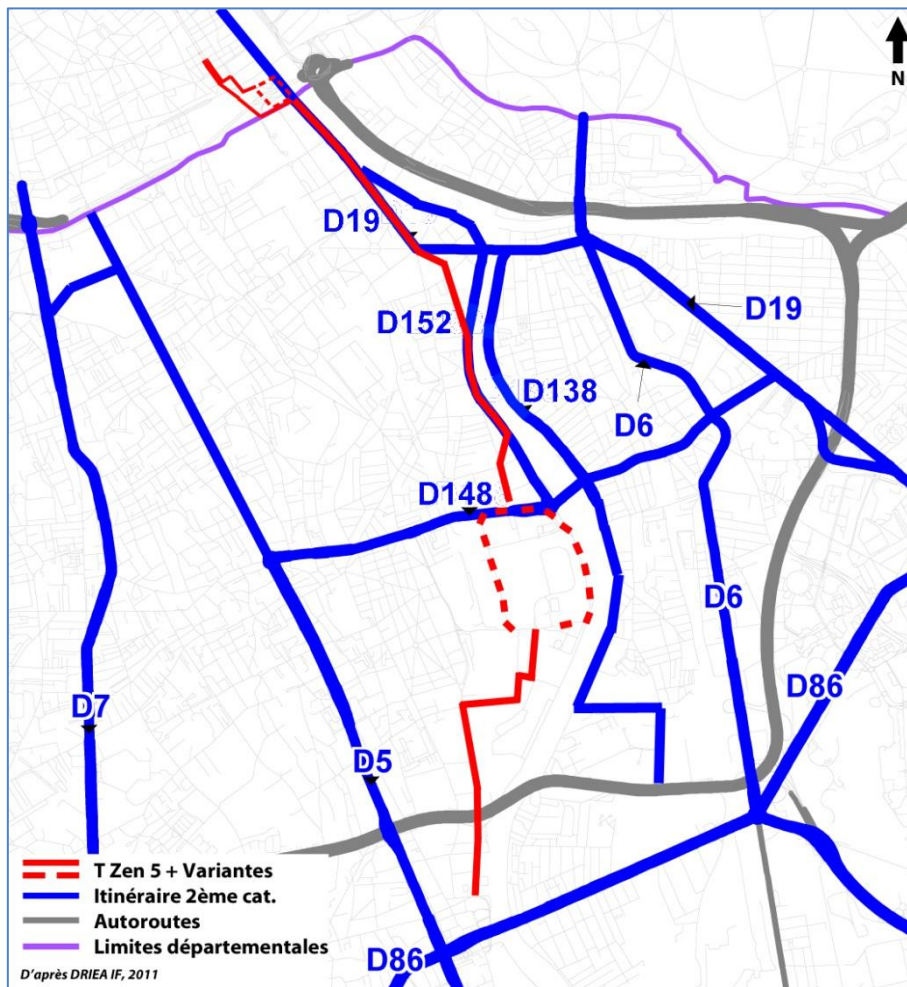 N
D19
D152
D19
D138
D6
D148
D6
D86
D7
D5
T Zen 5 + Variantes
Itinéraire 2ème cat.
Autoroutes
Limites départementales
D86
D'après DRIEA IF, 2011